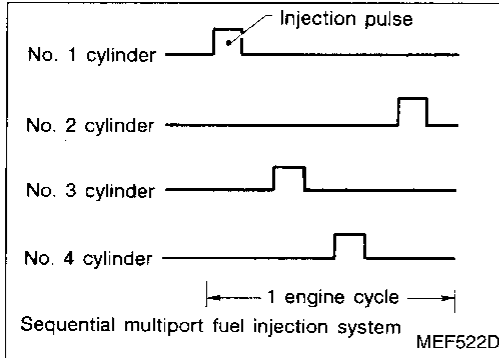 Injection pulse
No. 1 cylinder
No. 2 cylinder
No. 3 cylinder
No. 4 cylinder
1 engine cycle
Sequential multiport fuel injection system
MEF522D